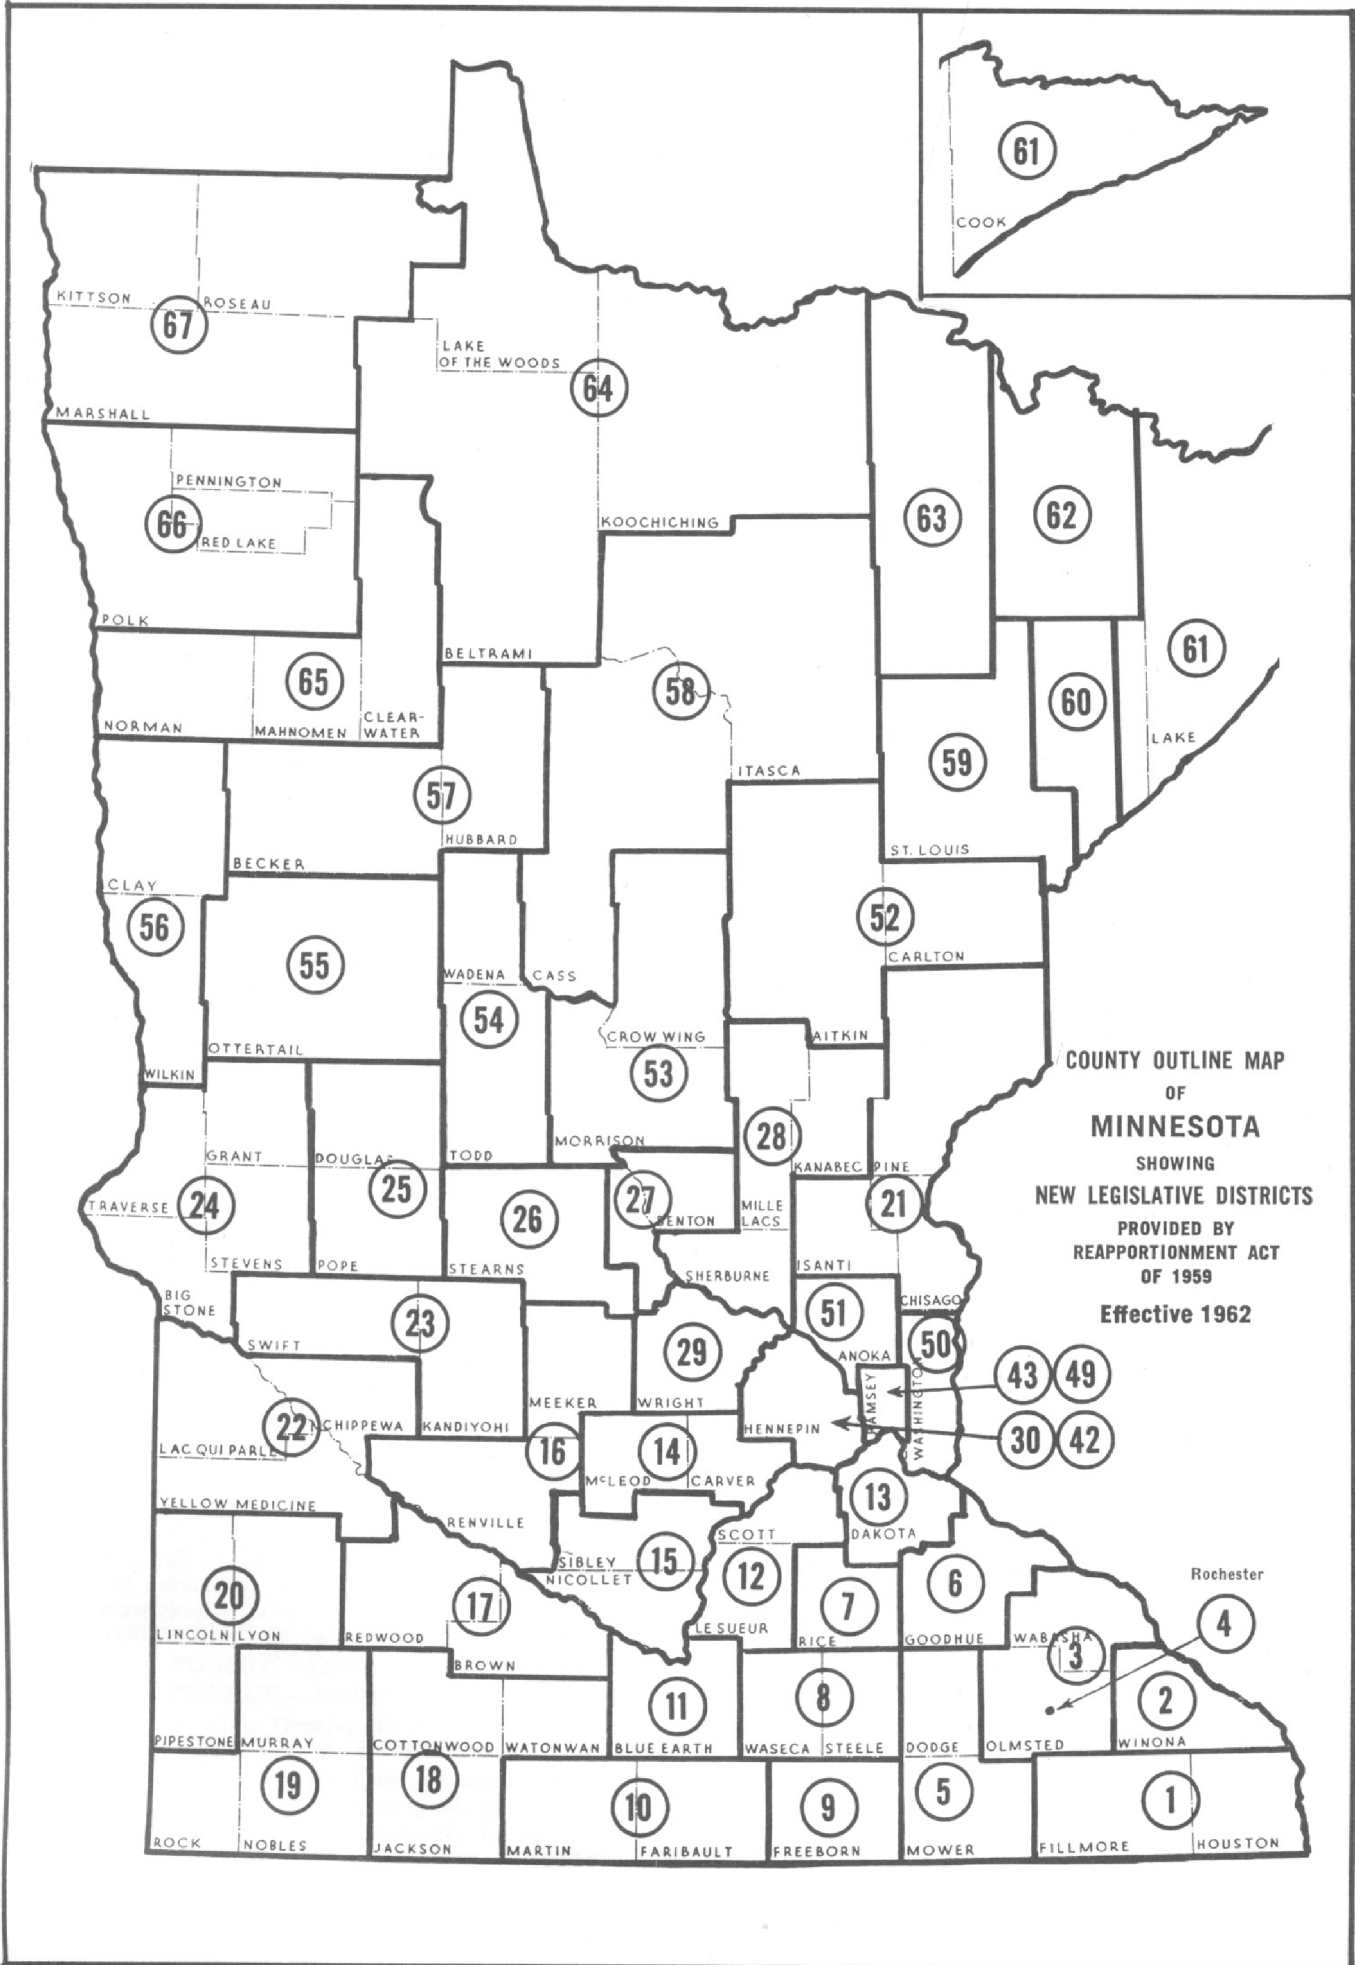 61
COOK
KITTSON
ROSEAU
67
LAKE
OF THE WOODS
64
MARSHALL
PENNINGTON
66
RED LAKE
KOOCHICHING
63
62
POLK
BELTRAMI
61
65
58
60
NORMAN
MAHNOMEN
CLEAR-
WATER
LAKE
ITASCA
59
57
HUBBARD
ST. LOUIS
BECKER
CLAY
56
52
55
CARLTON
WADENA
CASS
54
CROW WING
AITKIN
OTTERTAIL
WILKIN
53
COUNTY OUTLINE MAP
OF
MINNESOTA
SHOWING
NEW LEGISLATIVE DISTRICTS
PROVIDED BY
REAPPORTIONMENT ACT
OF 1959
Effective 1962
28
MORRISON
GRANT
DOUGLAS
TODD
KANABEC
PINE
25
24
TRAVERSE
26
27
BENTON
MILLE
LACS
21
STEVENS
POPE
STEARNS
SHERBURNE
ISANTI
BIG
STONE
CHISAGO
51
23
SWIFT
29
ANOKA
50
43
49
RAMSEY
WASHINGTON
MEEKER
WRIGHT
22
CHIPPEWA
KANDIYOHI
HENNEPIN
30
42
LAC QUI PARLE
16
14
McLEOD
CARVER
13
YELLOW MEDICINE
RENVILLE
SCOTT
DAKOTA
SIBLEY
15
NICOLLET
12
6
Rochester
20
17
7
4
LINCOLN
LYON
REDWOOD
LE SUEUR
RICE
GOODHUE
WABASHA
3
BROWN
11
8
2
PIPESTONE
MURRAY
COTTONWOOD
WATONWAN
BLUE EARTH
WASECA
STEELE
DODGE
OLMSTED
WINONA
19
18
10
9
5
1
ROCK
NOBLES
JACKSON
MARTIN
FARIBAULT
FREEBORN
MOWER
FILLMORE
HOUSTON